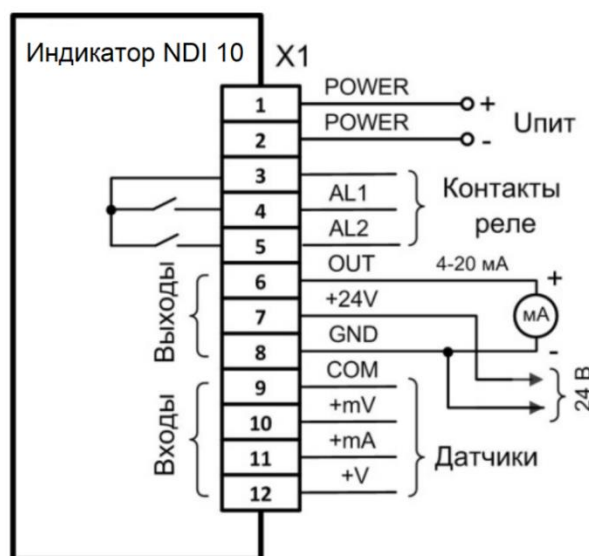 Индикатор NDI 10
X1
1
POWER
+
2
POWER
-
Uпит
3
4
AL1
5
AL2
Контакты
реле
6
OUT
4-20 мА
+
7
+24V
мА
8
GND
-
Выходы
24 В
9
COM
10
+mV
11
+mA
12
+V
Входы
Датчики